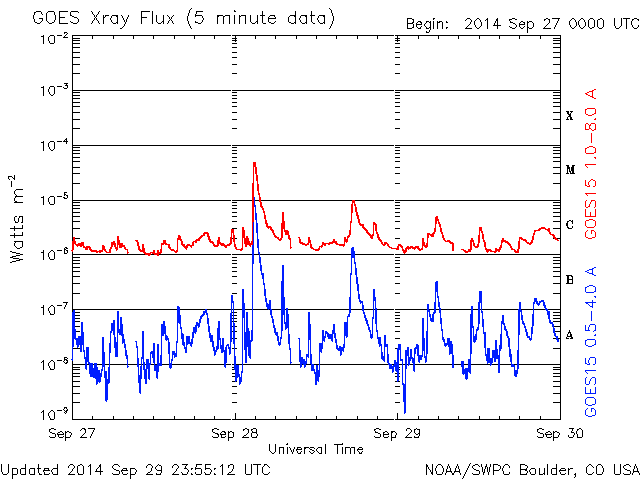 GOES Xray Flux (5 minute data)
Begin: 2014 Sep 27 0000 UTC
10-2
10-3
10-4
10-5
10-6
10-7
10-8
10-9
Watts m-2
X
M
C
B
A
GOES15 1.0-8.0 A
GOES15 0.5-4.0 A
Sep 27
Sep 28
Sep 29
Sep 30
Universal Time
Updated 2014 Sep 29 23:55:12 UTC
NOAA/SWPC Boulder, CO USA